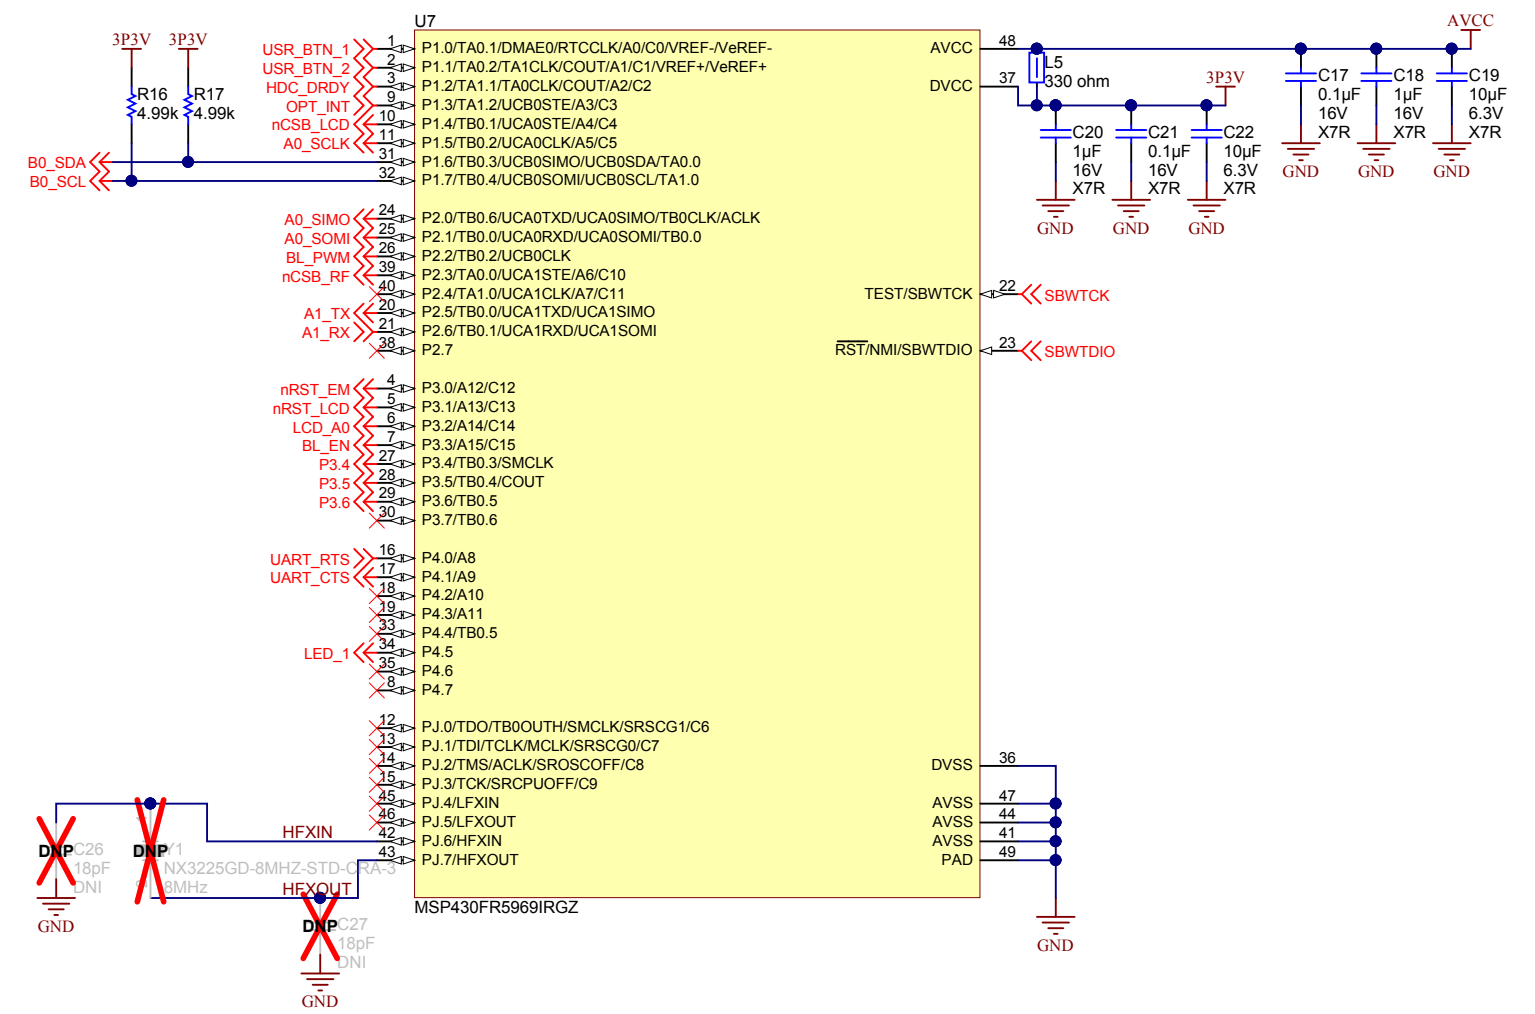 U7
3P3V 3P3V
R16
4.99k
R17
4.99k
USR_BTN_1 1 P1.0/TA0.1/DMAE0/RTCCLK/A0/C0/VREF-/VeREF-
USR_BTN_2 2 P1.1/TA0.2/TA1CLK/COUT/A1/C1/VREF+/VeREF+
HDC_DRDY 3 P1.2/TA1.1/TA0CLK/COUT/A2/C2
OPT_INT 9 P1.3/TA1.2/UCB0STE/A3/C3
nCSB_LCD 10 P1.4/TB0.1/UCA0STE/A4/C4
A0_SCLK 11 P1.5/TB0.2/UCA0CLK/A5/C5
B0_SDA 31 P1.6/TB0.3/UCB0SIMO/UCB0SDA/TA0.0
B0_SCL 32 P1.7/TB0.4/UCB0SOMI/UCB0SCL/TA1.0
A0_SIMO 24 P2.0/TB0.6/UCA0TXD/UCA0SIMO/TB0CLK/ACLK
A0_SOMI 25 P2.1/TB0.0/UCA0RXD/UCA0SOMI/TB0.0
BL_PWM 26 P2.2/TB0.2/UCB0CLK
nCSB_RF 39 P2.3/TA0.0/UCA1STE/A6/C10
40 P2.4/TA1.0/UCA1CLK/A7/C11
A1_TX 20 P2.5/TB0.0/UCA1TXD/UCA1SIMO
A1_RX 21 P2.6/TB0.1/UCA1RXD/UCA1SOMI
38 P2.7
nRST_EM 4 P3.0/A12/C12
nRST_LCD 5 P3.1/A13/C13
LCD_A0 6 P3.2/A14/C14
BL_EN 7 P3.3/A15/C15
P3.4 27 P3.4/TB0.3/SMCLK
P3.5 28 P3.5/TB0.4/COUT
P3.6 29 P3.6/TB0.5
30 P3.7/TB0.6
UART_RTS 16 P4.0/A8
UART_CTS 17 P4.1/A9
18 P4.2/A10
19 P4.3/A11
33 P4.4/TB0.5
LED_1 34 P4.5
35 P4.6
8 P4.7
12 PJ.0/TDO/TB0OUTH/SMCLK/SRSCG1/C6
13 PJ.1/TDI/TCLK/MCLK/SRSCG0/C7
14 PJ.2/TMS/ACLK/SROSCOFF/C8
15 PJ.3/TCK/SRCPUOFF/C9
45 PJ.4/LFXIN
46 PJ.5/LFXOUT
HFXIN 42 PJ.6/HFXIN
43 PJ.7/HFXOUT
HFXOUT
MSP430FR5969IRGZ
DNP C26
18pF
DNI
GND
DNP Y1
NX3225GD-8MHZ-STD-CRA-3
8MHz
DNP C27
18pF
DNI
GND
AVCC 48
AVCC
DVCC 37
L5
330 ohm
3P3V
C17
0.1µF
16V
X7R
GND
C18
1µF
16V
X7R
GND
C19
10µF
6.3V
X7R
GND
C20
1µF
16V
X7R
GND
C21
0.1µF
16V
X7R
GND
C22
10µF
6.3V
X7R
GND
TEST/SBWTCK 22 SBWTCK
RST/NMI/SBWTDIO 23 SBWTDIO
DVSS 36
AVSS 47
AVSS 44
AVSS 41
PAD 49
GND